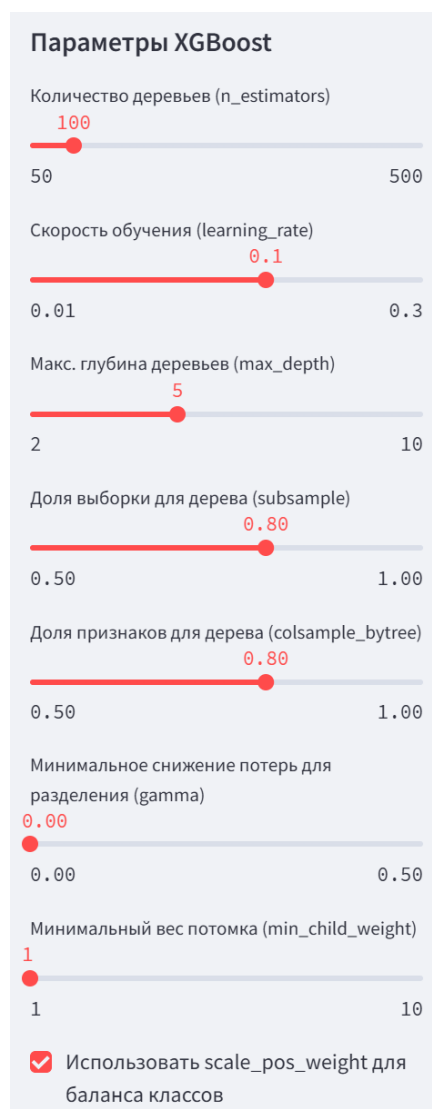 Параметры XGBoost
Количество деревьев (n_estimators)
100
50 500
Скорость обучения (learning_rate)
0.1
0.01 0.3
Макс. глубина деревьев (max_depth)
5
2 10
Доля выборки для дерева (subsample)
0.80
0.50 1.00
Доля признаков для дерева (colsample_bytree)
0.80
0.50 1.00
Минимальное снижение потерь для
разделения (gamma)
0.00
0.00 0.50
Минимальный вес потомка (min_child_weight)
1
1 10
Использовать scale_pos_weight для
баланса классов